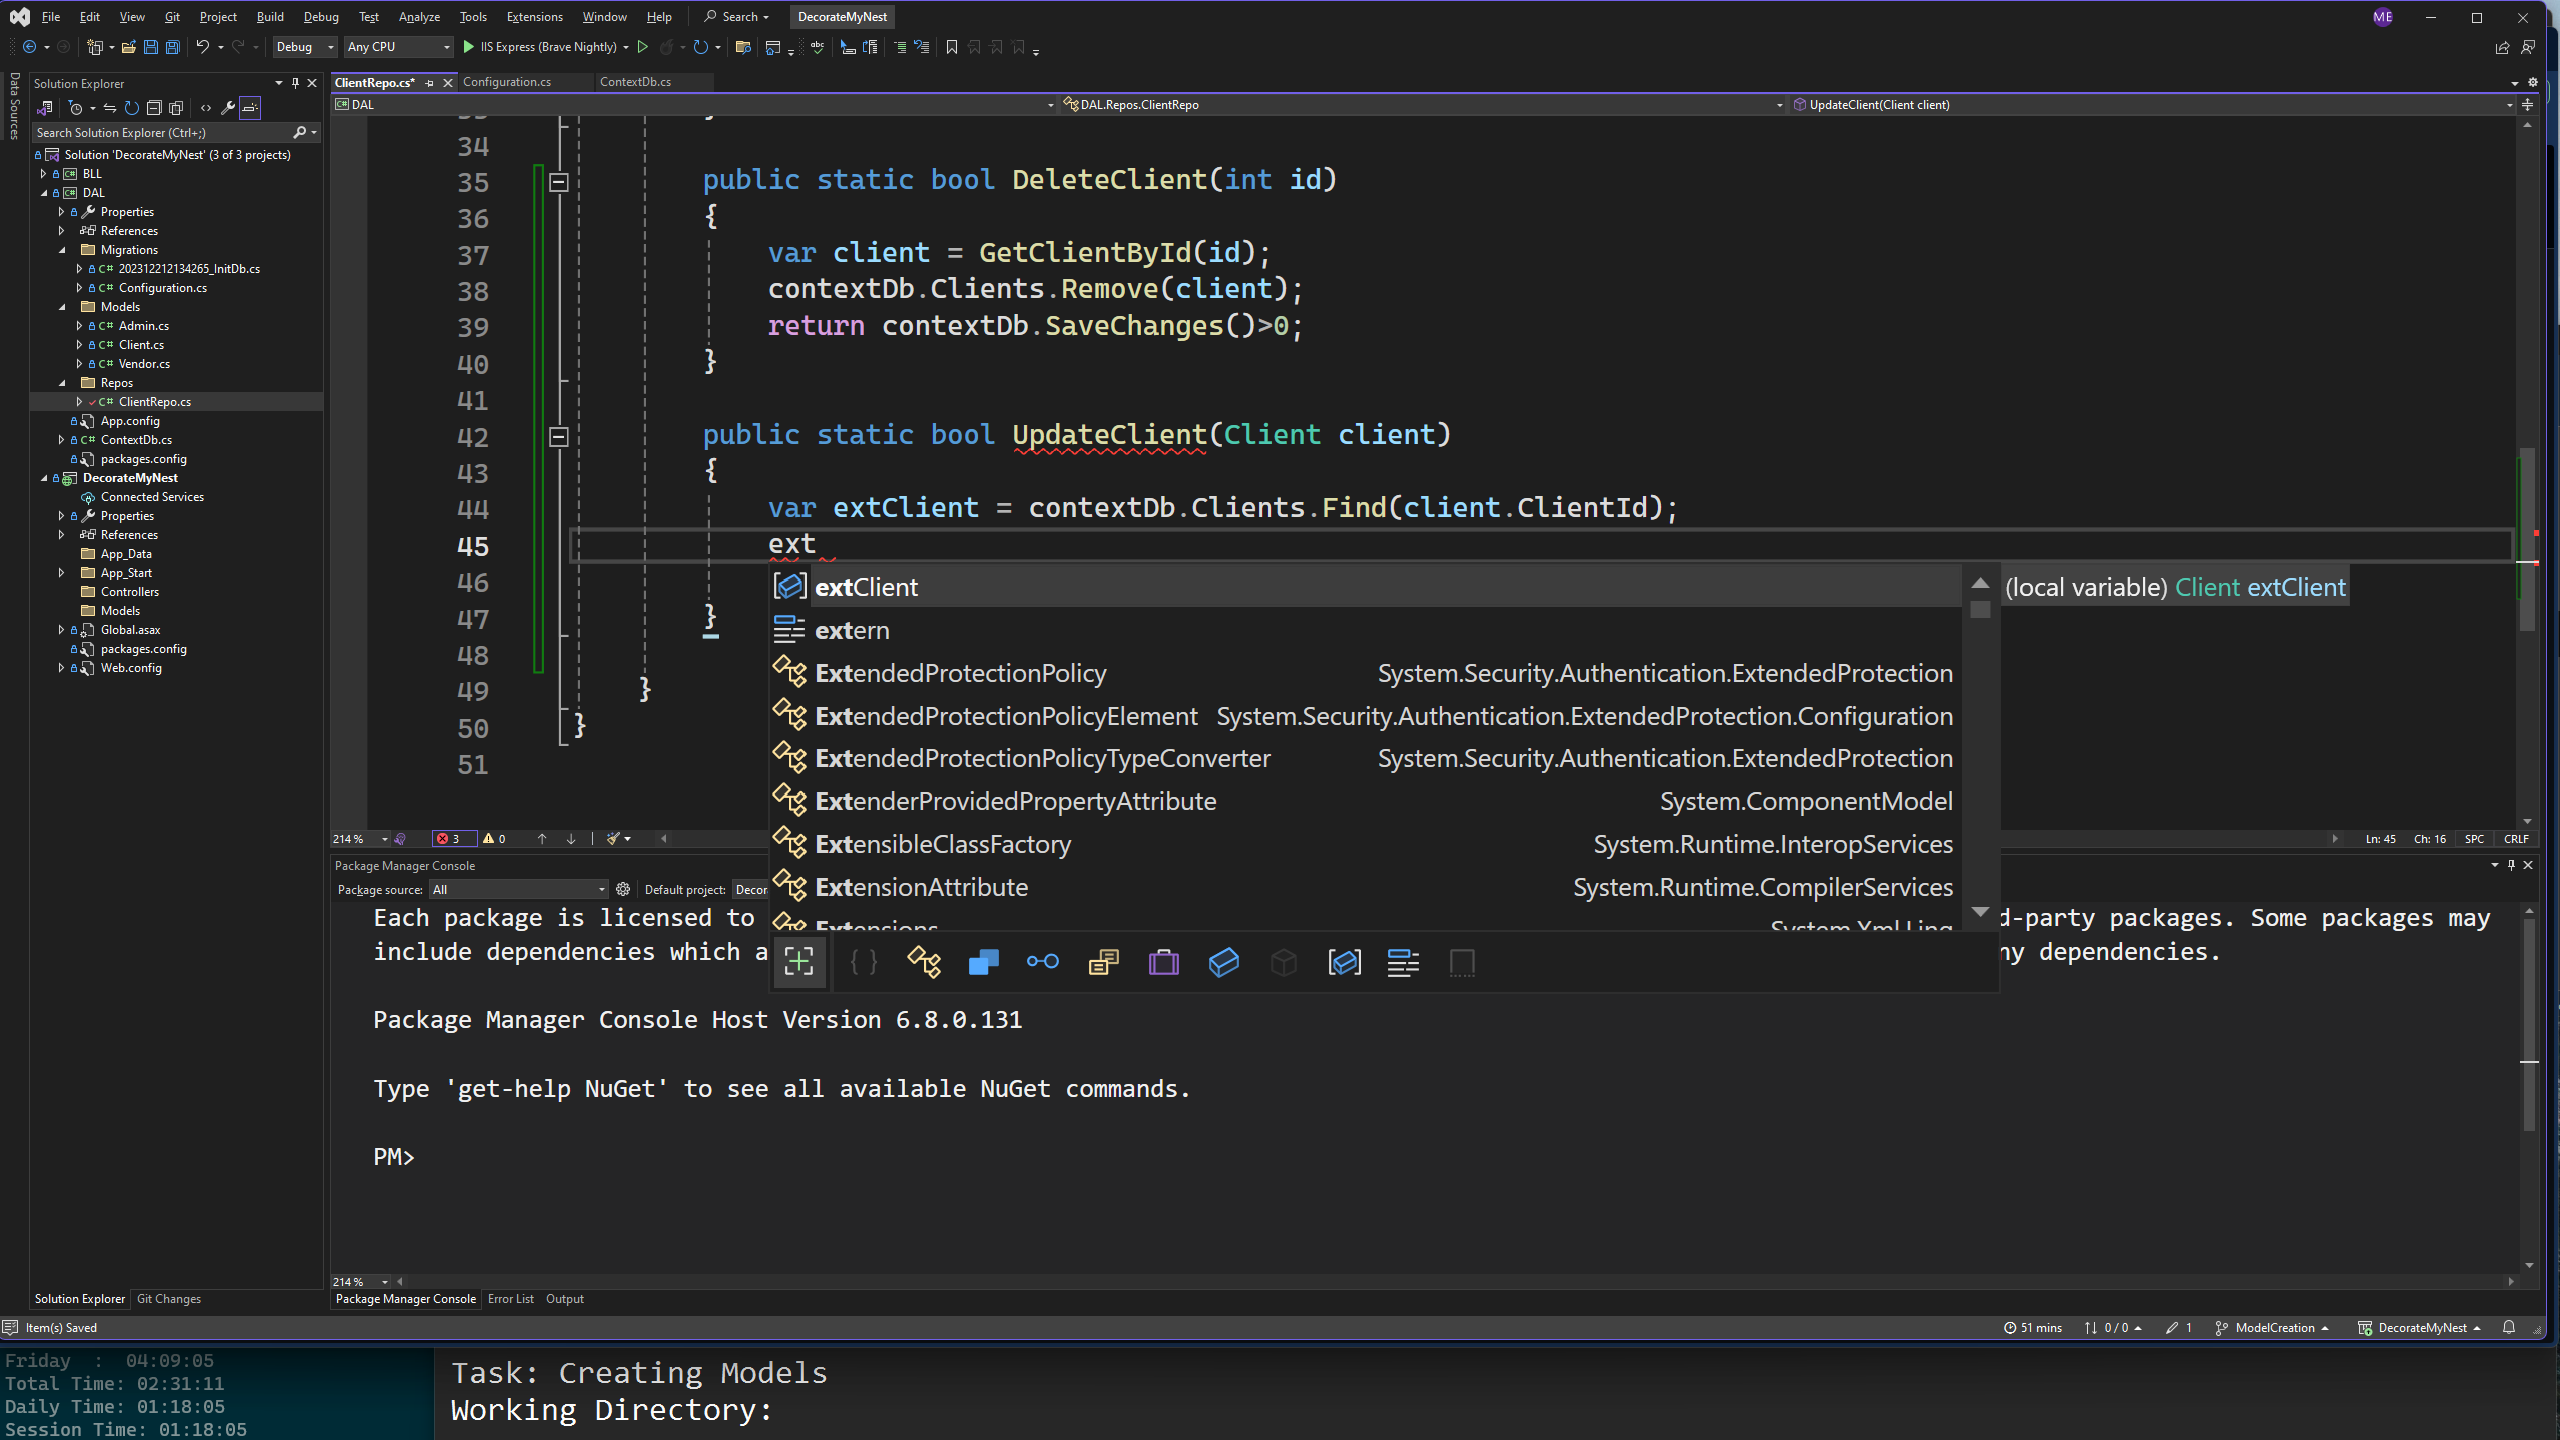 File Edit View Git Project Build Debug Test Analyze Tools Extensions Window Help Search DecorateMyNest ME
Debug Any CPU IIS Express (Brave Nightly)
Data Sources
Solution Explorer
Search Solution Explorer (Ctrl+;)
Solution 'DecorateMyNest' (3 of 3 projects)
BLL
DAL
Properties
References
Migrations
C# 202312212134265_InitDb.cs
C# Configuration.cs
Models
C# Admin.cs
C# Client.cs
C# Vendor.cs
Repos
C# ClientRepo.cs
App.config
C# ContextDb.cs
packages.config
DecorateMyNest
Connected Services
Properties
References
App_Data
App_Start
Controllers
Models
Global.asax
packages.config
Web.config
Solution Explorer Git Changes
ClientRepo.cs* Configuration.cs ContextDb.cs
C# DAL DAL.Repos.ClientRepo UpdateClient(Client client)
34
35 public static bool DeleteClient(int id)
36 {
37 var client = GetClientById(id);
38 contextDb.Clients.Remove(client);
39 return contextDb.SaveChanges()>0;
40 }
41
42 public static bool UpdateClient(Client client)
43 {
44 var extClient = contextDb.Clients.Find(client.ClientId);
45 ext
46
47 }
48
49 }
50 }
51
extClient (local variable) Client extClient
extern
ExtendedProtectionPolicy System.Security.Authentication.ExtendedProtection
ExtendedProtectionPolicyElement System.Security.Authentication.ExtendedProtection.Configuration
ExtendedProtectionPolicyTypeConverter System.Security.Authentication.ExtendedProtection
ExtenderProvidedPropertyAttribute System.ComponentModel
ExtensibleClassFactory System.Runtime.InteropServices
ExtensionAttribute System.Runtime.CompilerServices
Extensions System.Xml.Linq
214 % 3 0 Ln: 45 Ch: 16 SPC CRLF
Package Manager Console
Package source: All Default project: Decor
Each package is licensed to d-party packages. Some packages may
include dependencies which a ny dependencies.
Package Manager Console Host Version 6.8.0.131
Type 'get-help NuGet' to see all available NuGet commands.
PM>
214 %
Package Manager Console Error List Output
Item(s) Saved 51 mins 0 / 0 1 ModelCreation DecorateMyNest
Friday : 04:09:05
Total Time: 02:31:11
Daily Time: 01:18:05
Session Time: 01:18:05
Task: Creating Models
Working Directory: